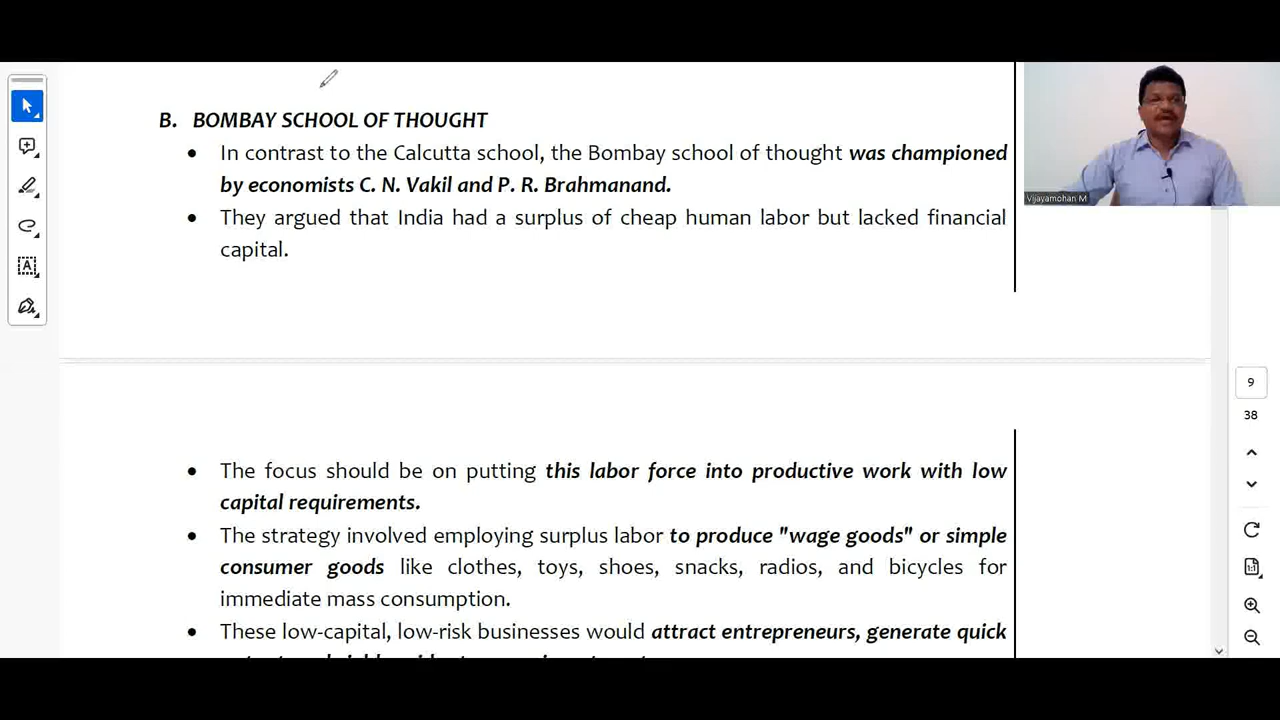 B. BOMBAY SCHOOL OF THOUGHT
• In contrast to the Calcutta school, the Bombay school of thought was championed
by economists C. N. Vakil and P. R. Brahmanand.
• They argued that India had a surplus of cheap human labor but lacked financial
capital.
• The focus should be on putting this labor force into productive work with low
capital requirements.
• The strategy involved employing surplus labor to produce "wage goods" or simple
consumer goods like clothes, toys, shoes, snacks, radios, and bicycles for
immediate mass consumption.
• These low-capital, low-risk businesses would attract entrepreneurs, generate quick
Vijayamohan M
9
38
1:1